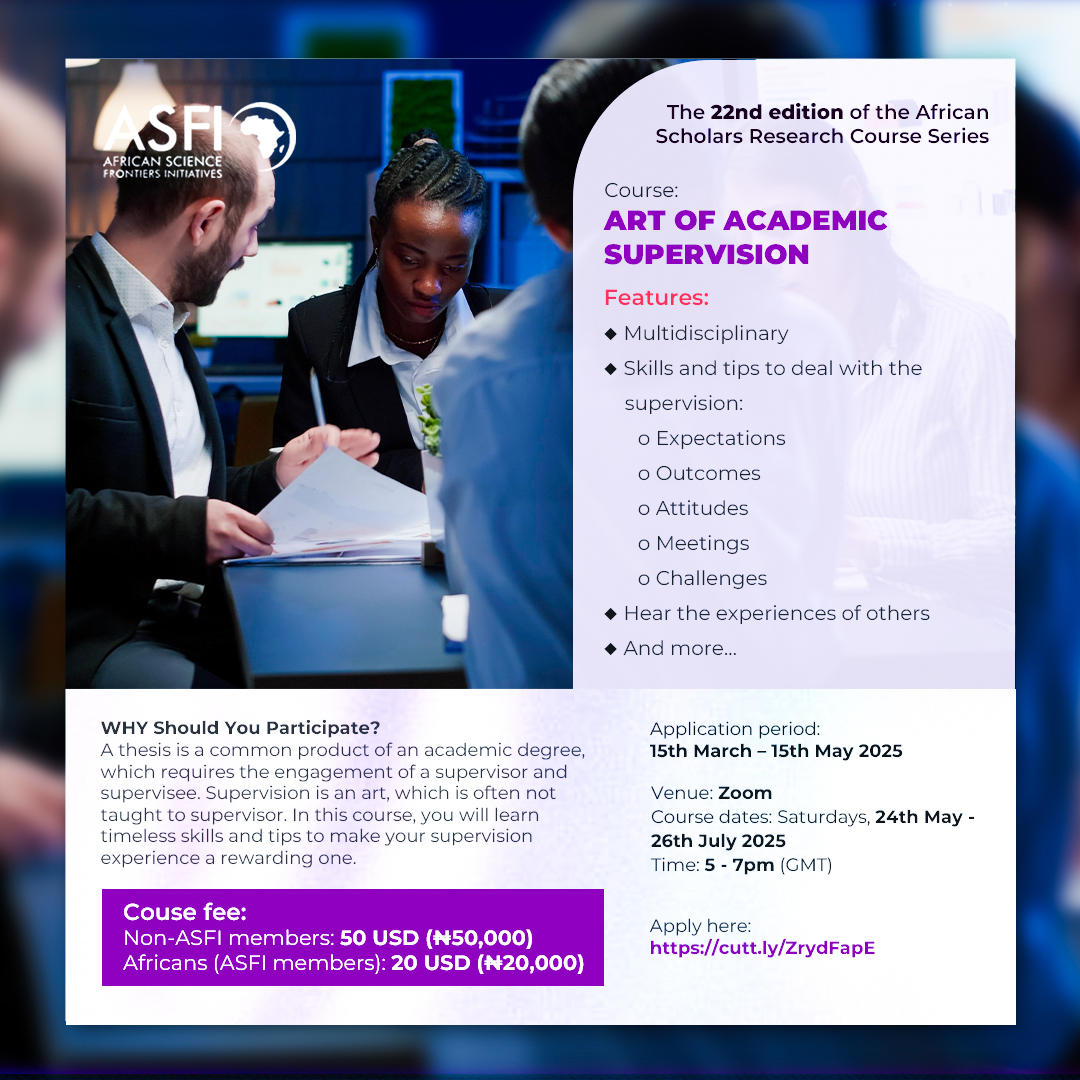 ASFI
AFRICAN SCIENCE
FRONTIERS INITIATIVES
The 22nd edition of the African
Scholars Research Course Series
Course:
ART OF ACADEMIC
SUPERVISION
Features:
◆ Multidisciplinary
◆ Skills and tips to deal with the
supervision:
o Expectations
o Outcomes
o Attitudes
o Meetings
o Challenges
◆ Hear the experiences of others
◆ And more...
WHY Should You Participate?
A thesis is a common product of an academic degree,
which requires the engagement of a supervisor and
supervisee. Supervision is an art, which is often not
taught to supervisor. In this course, you will learn
timeless skills and tips to make your supervision
experience a rewarding one.
Couse fee:
Non-ASFI members: 50 USD (₦50,000)
Africans (ASFI members): 20 USD (₦20,000)
Application period:
15th March – 15th May 2025
Venue: Zoom
Course dates: Saturdays, 24th May -
26th July 2025
Time: 5 - 7pm (GMT)
Apply here:
https://cutt.ly/ZrydFapE